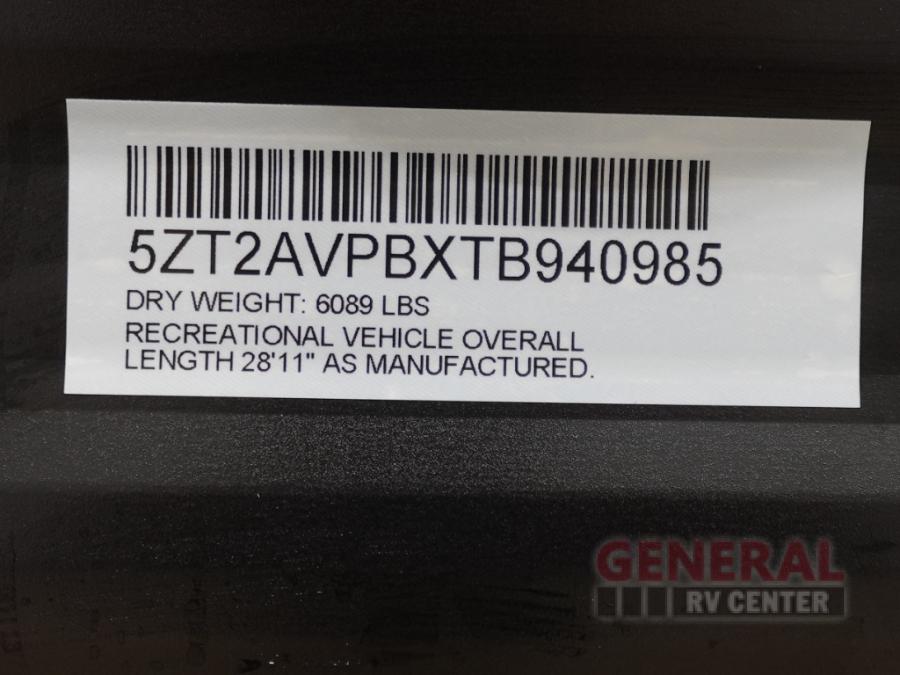 5ZT2AVPBXTB940985
DRY WEIGHT: 6089 LBS
RECREATIONAL VEHICLE OVERALL
LENGTH 28'11" AS MANUFACTURED.
GENERAL
RV CENTER